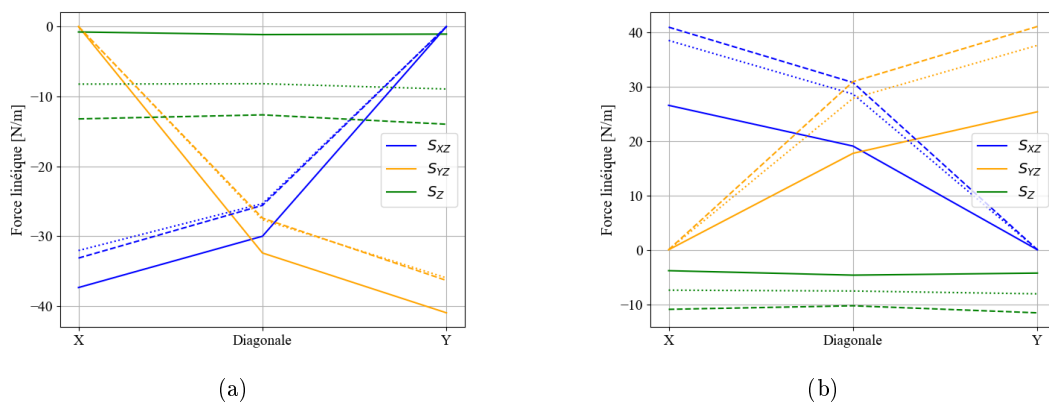 Force linéique [N/m]
0
−10
−20
−30
−40
X
Diagonale
Y
S_XZ
S_YZ
S_Z
(a)
Force linéique [N/m]
40
30
20
10
0
−10
X
Diagonale
Y
S_XZ
S_YZ
S_Z
(b)